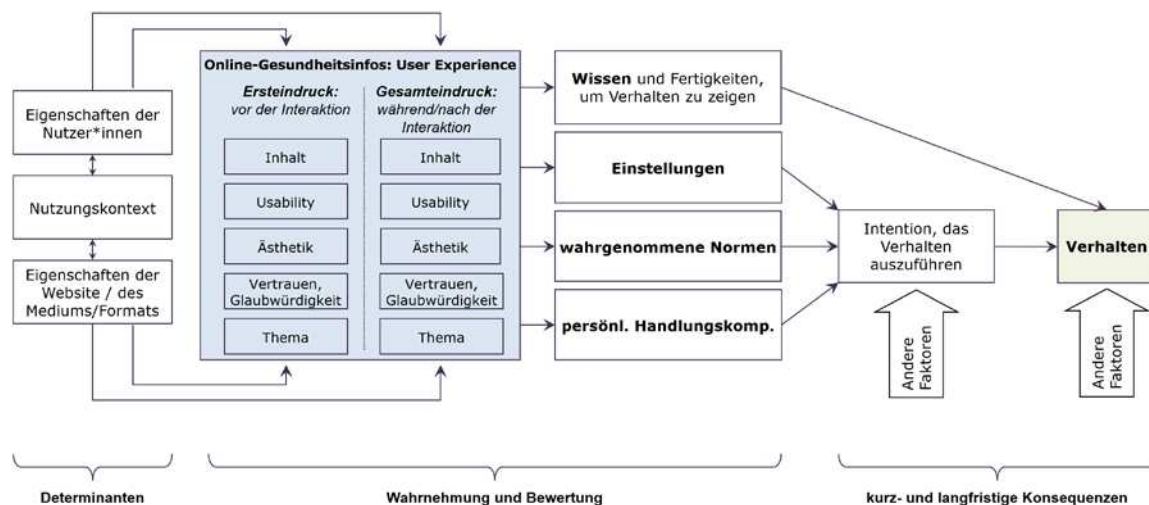 Online-Gesundheitsinfos: User Experience
Ersteindruck:
vor der Interaktion
Gesamteindruck:
während/nach der
Interaktion
Inhalt
Usability
Ästhetik
Vertrauen,
Glaubwürdigkeit
Thema
Inhalt
Usability
Ästhetik
Vertrauen,
Glaubwürdigkeit
Thema
Eigenschaften der
Nutzer*innen
Nutzungskontext
Eigenschaften der
Website / des
Mediums/Formats
Wissen und Fertigkeiten,
um Verhalten zu zeigen
Einstellungen
wahrgenommene Normen
persönl. Handlungskomp.
Intention, das
Verhalten
auszuführen
Verhalten
Andere
Faktoren
Andere
Faktoren
Determinanten
Wahrnehmung und Bewertung
kurz- und langfristige Konsequenzen